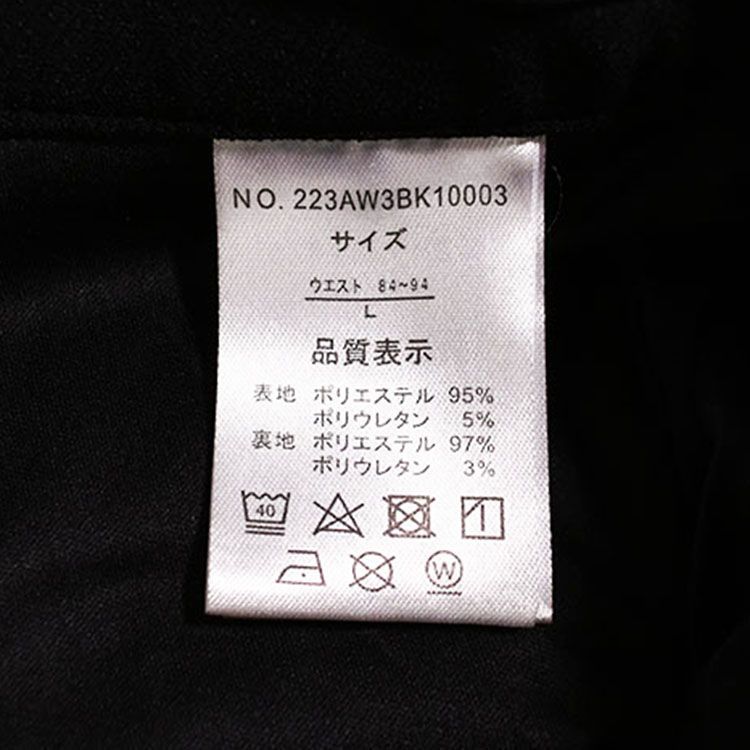 NO. 223AW3BK10003
サイズ
ウエスト 84~94
L
品質表示
表地 ポリエステル 95%
ポリウレタン 5%
裏地 ポリエステル 97%
ポリウレタン 3%
40
W